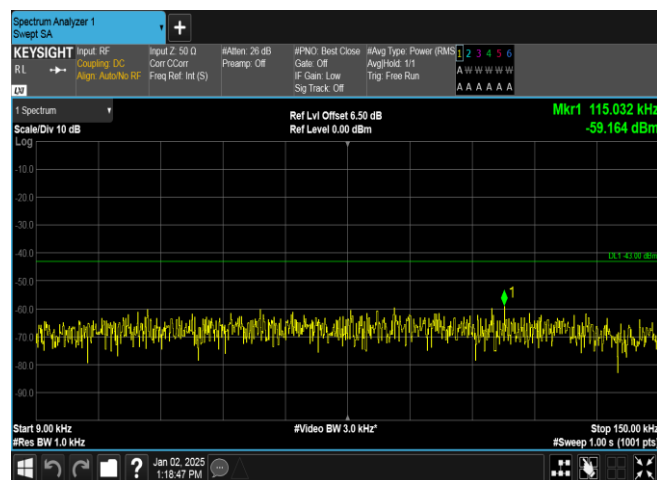 Spectrum Analyzer 1
Swept SA
+
KEYSIGHT Input: RF Input Z: 50 Ω #Atten: 26 dB #PNO: Best Close #Avg Type: Power (RMS 1 2 3 4 5 6
RL Coupling: DC Corr CCorr Preamp: Off Gate: Off Avg|Hold: 1/1 A W W W W W
Align: Auto/No RF Freq Ref: Int (S) IF Gain: Low Trig: Free Run
LXI Sig Track: Off A A A A A A
1 Spectrum Ref Lvl Offset 6.50 dB Mkr1 115.032 kHz
Scale/Div 10 dB Ref Level 0.00 dBm -59.164 dBm
Log
-10.0
-20.0
-30.0
-40.0
DL1 -43.00 dBm
-50.0
1
-60.0
-70.0
-80.0
-90.0
Start 9.00 kHz #Video BW 3.0 kHz* Stop 150.00 kHz
#Res BW 1.0 kHz #Sweep 1.00 s (1001 pts)
? Jan 02, 2025
1:18:47 PM